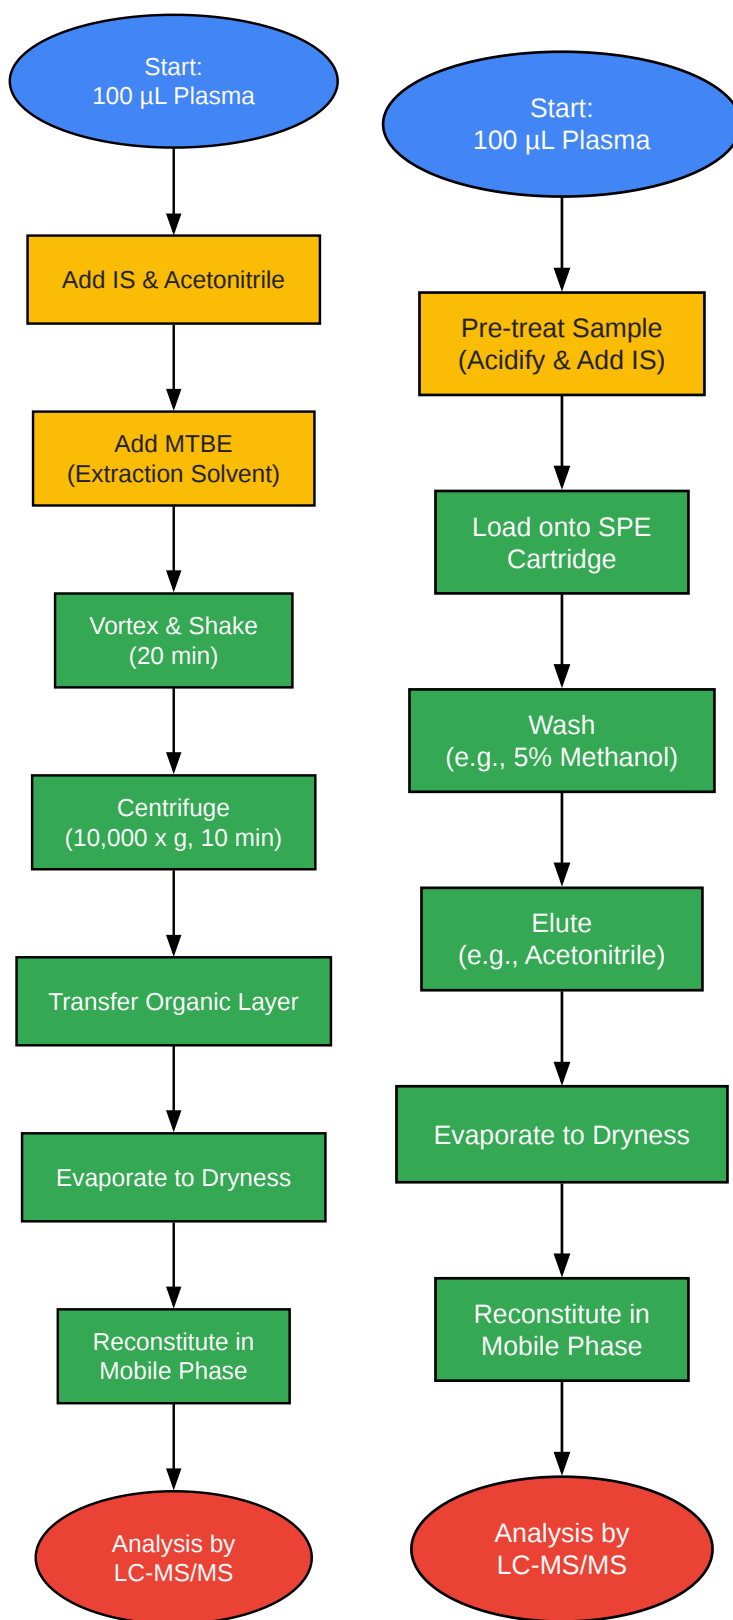 Start:
100 µL Plasma
Add IS & Acetonitrile
Add MTBE
(Extraction Solvent)
Vortex & Shake
(20 min)
Centrifuge
(10,000 x g, 10 min)
Transfer Organic Layer
Evaporate to Dryness
Reconstitute in
Mobile Phase
Analysis by
LC-MS/MS
Start:
100 µL Plasma
Pre-treat Sample
(Acidify & Add IS)
Load onto SPE
Cartridge
Wash
(e.g., 5% Methanol)
Elute
(e.g., Acetonitrile)
Evaporate to Dryness
Reconstitute in
Mobile Phase
Analysis by
LC-MS/MS